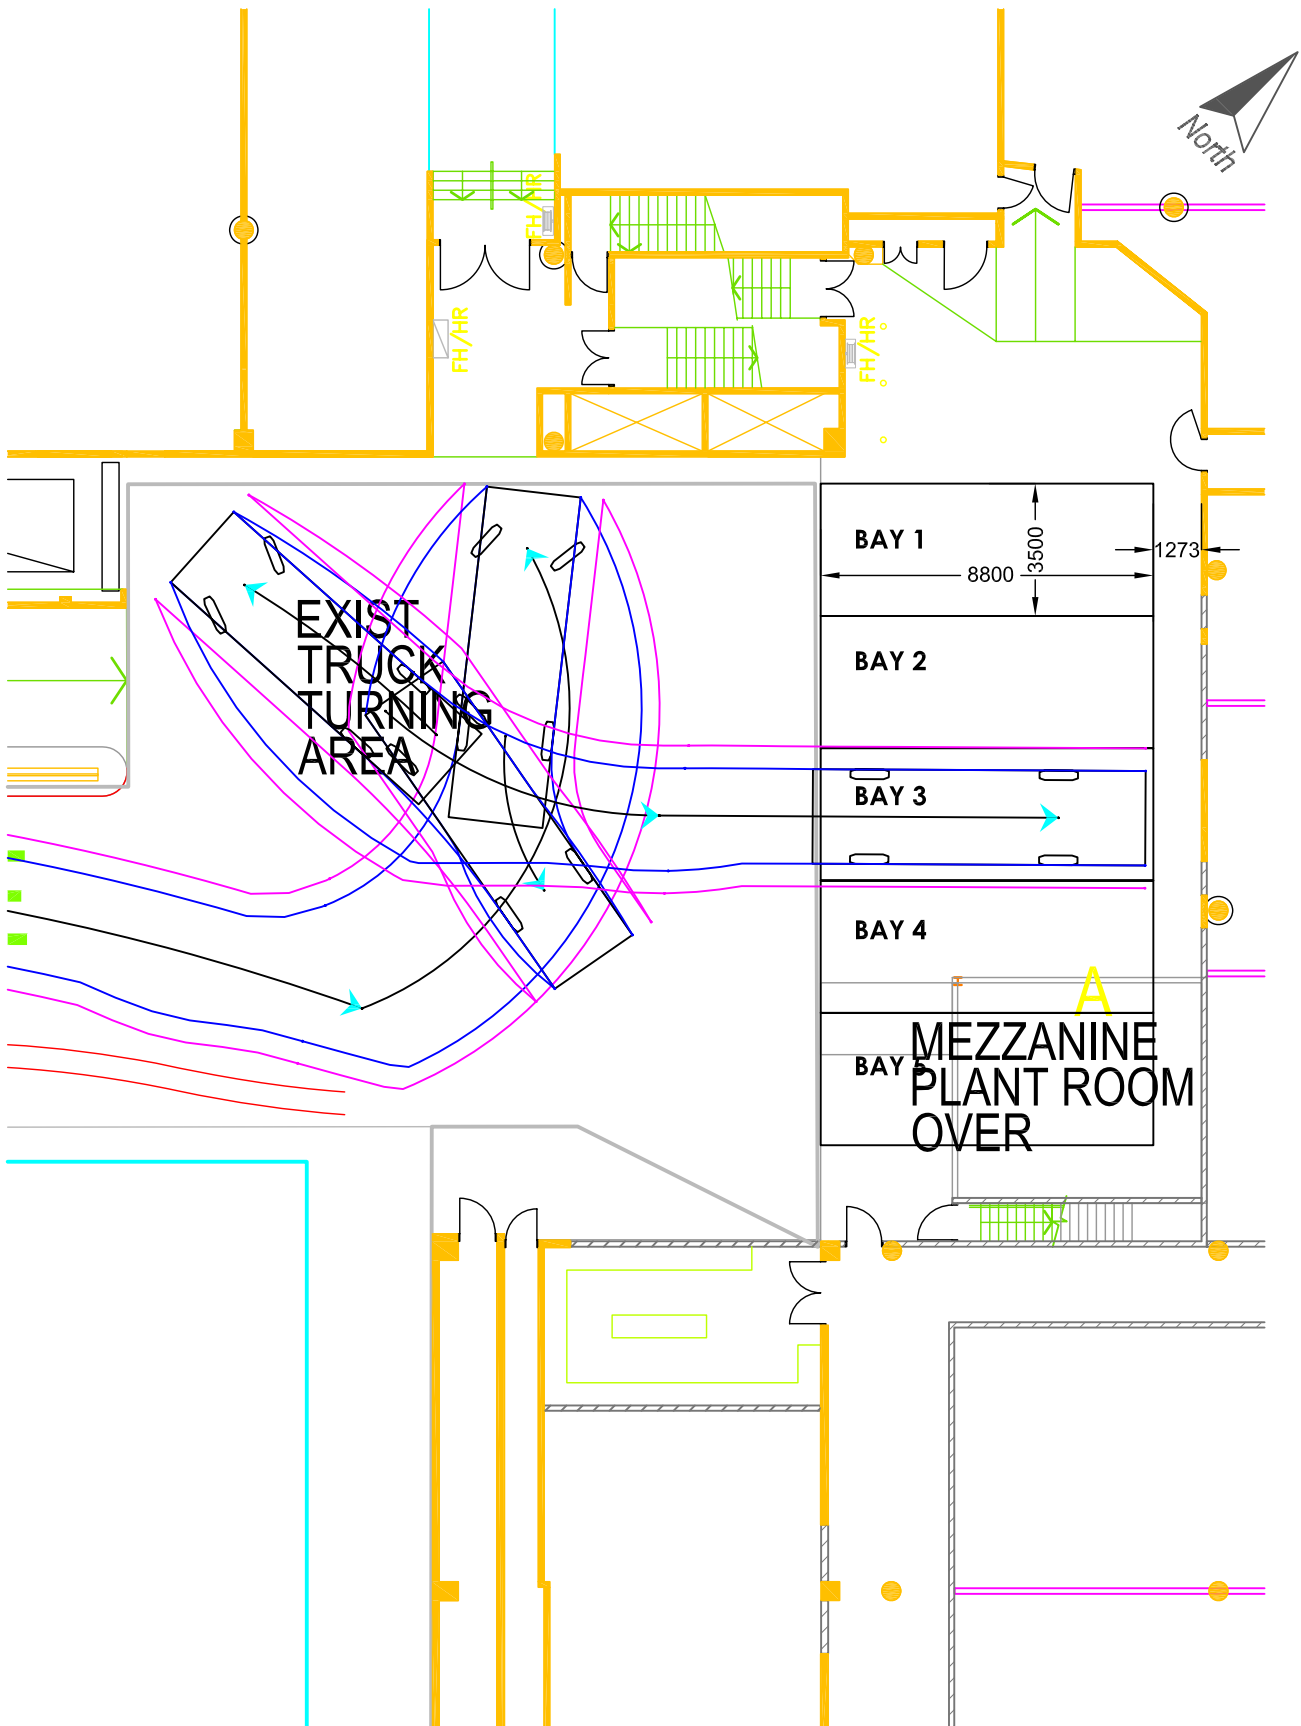 North
FH/HR
FH/HR
FH/HR
BAY 1
3500
1273
8800
EXIST
TRUCK
TURNING
AREA
BAY 2
BAY 3
BAY 4
A
MEZZANINE
PLANT ROOM
OVER
BAY 5